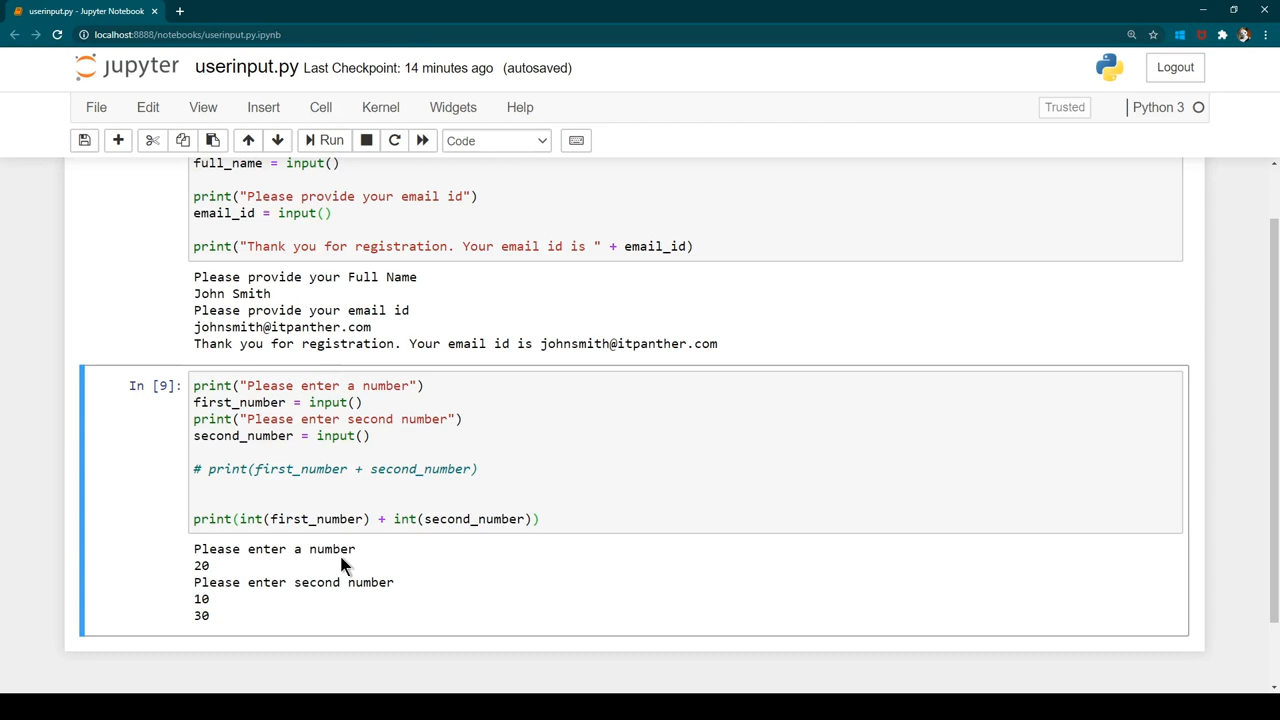 userinput.py - Jupyter Notebook
localhost:8888/notebooks/userinput.py.ipynb
jupyter userinput.py Last Checkpoint: 14 minutes ago (autosaved) Logout
File Edit View Insert Cell Kernel Widgets Help Trusted Python 3
Run Code
full_name = input()
print("Please provide your email id")
email_id = input()
print("Thank you for registration. Your email id is " + email_id)
Please provide your Full Name
John Smith
Please provide your email id
johnsmith@itpanther.com
Thank you for registration. Your email id is johnsmith@itpanther.com
In [9]: print("Please enter a number")
first_number = input()
print("Please enter second number")
second_number = input()
# print(first_number + second_number)
print(int(first_number) + int(second_number))
Please enter a number
20
Please enter second number
10
30